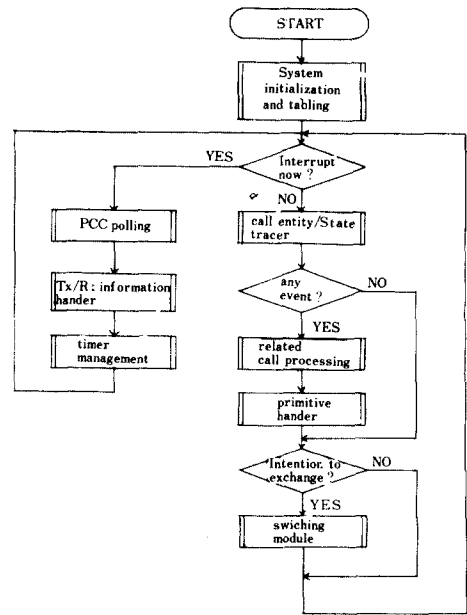 START
System
initialization
and tabling
YES
Interrupt
now ?
NO
PCC polling
call entity/State
tracer
Tx/R: information
hander
any
event ?
NO
YES
timer
management
related
call processing
primitive
hander
Intention to
exchange ?
NO
YES
swiching
module